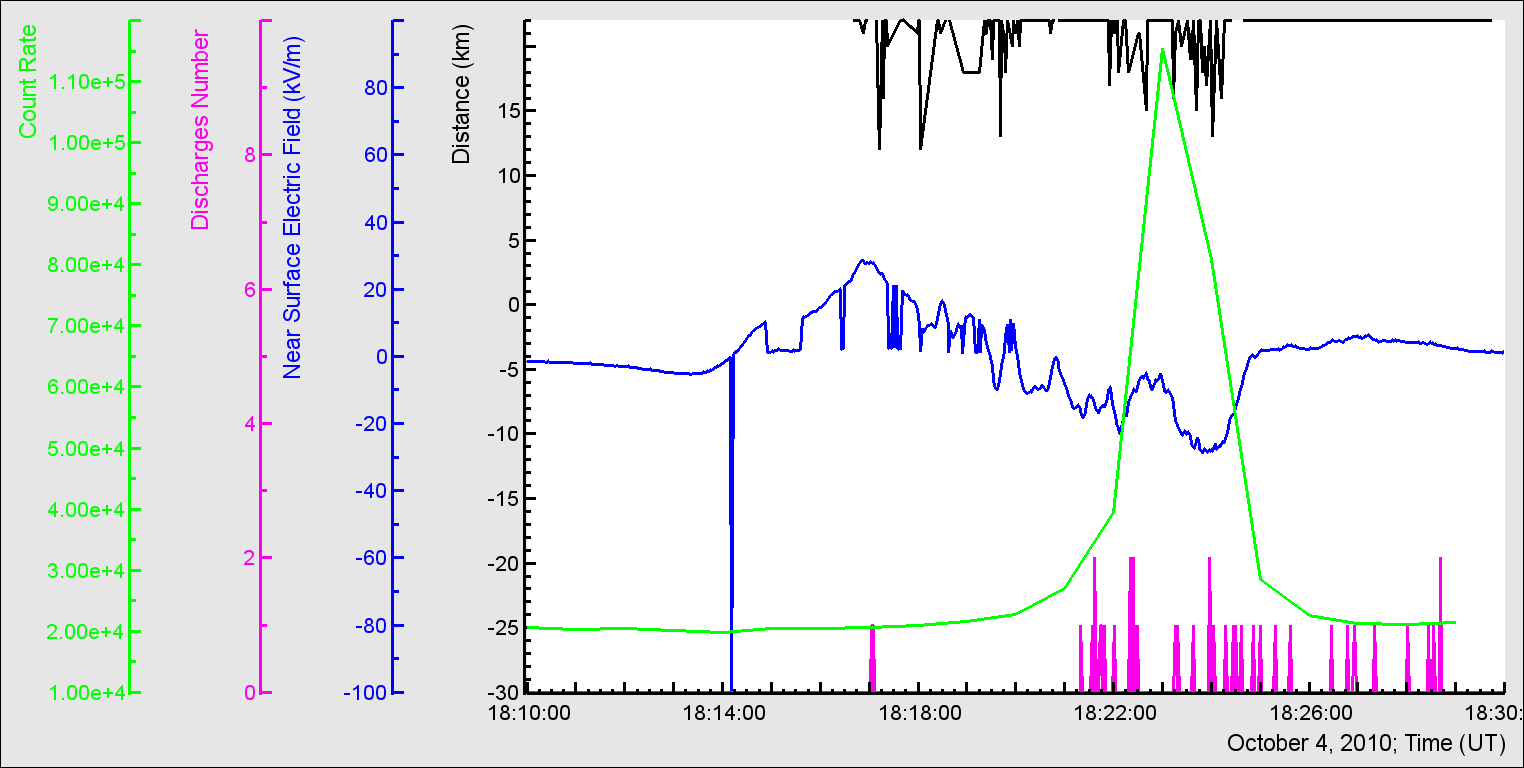 Count Rate
1.10e+5
1.00e+5
9.00e+4
8.00e+4
7.00e+4
6.00e+4
5.00e+4
4.00e+4
3.00e+4
2.00e+4
1.00e+4
Discharges Number
8
6
4
2
0
Near Surface Electric Field (kV/m)
80
60
40
20
0
-20
-40
-60
-80
-100
Distance (km)
15
10
5
0
-5
-10
-15
-20
-25
-30
18:10:00 18:14:00 18:18:00 18:22:00 18:26:00 18:30:
October 4, 2010; Time (UT)